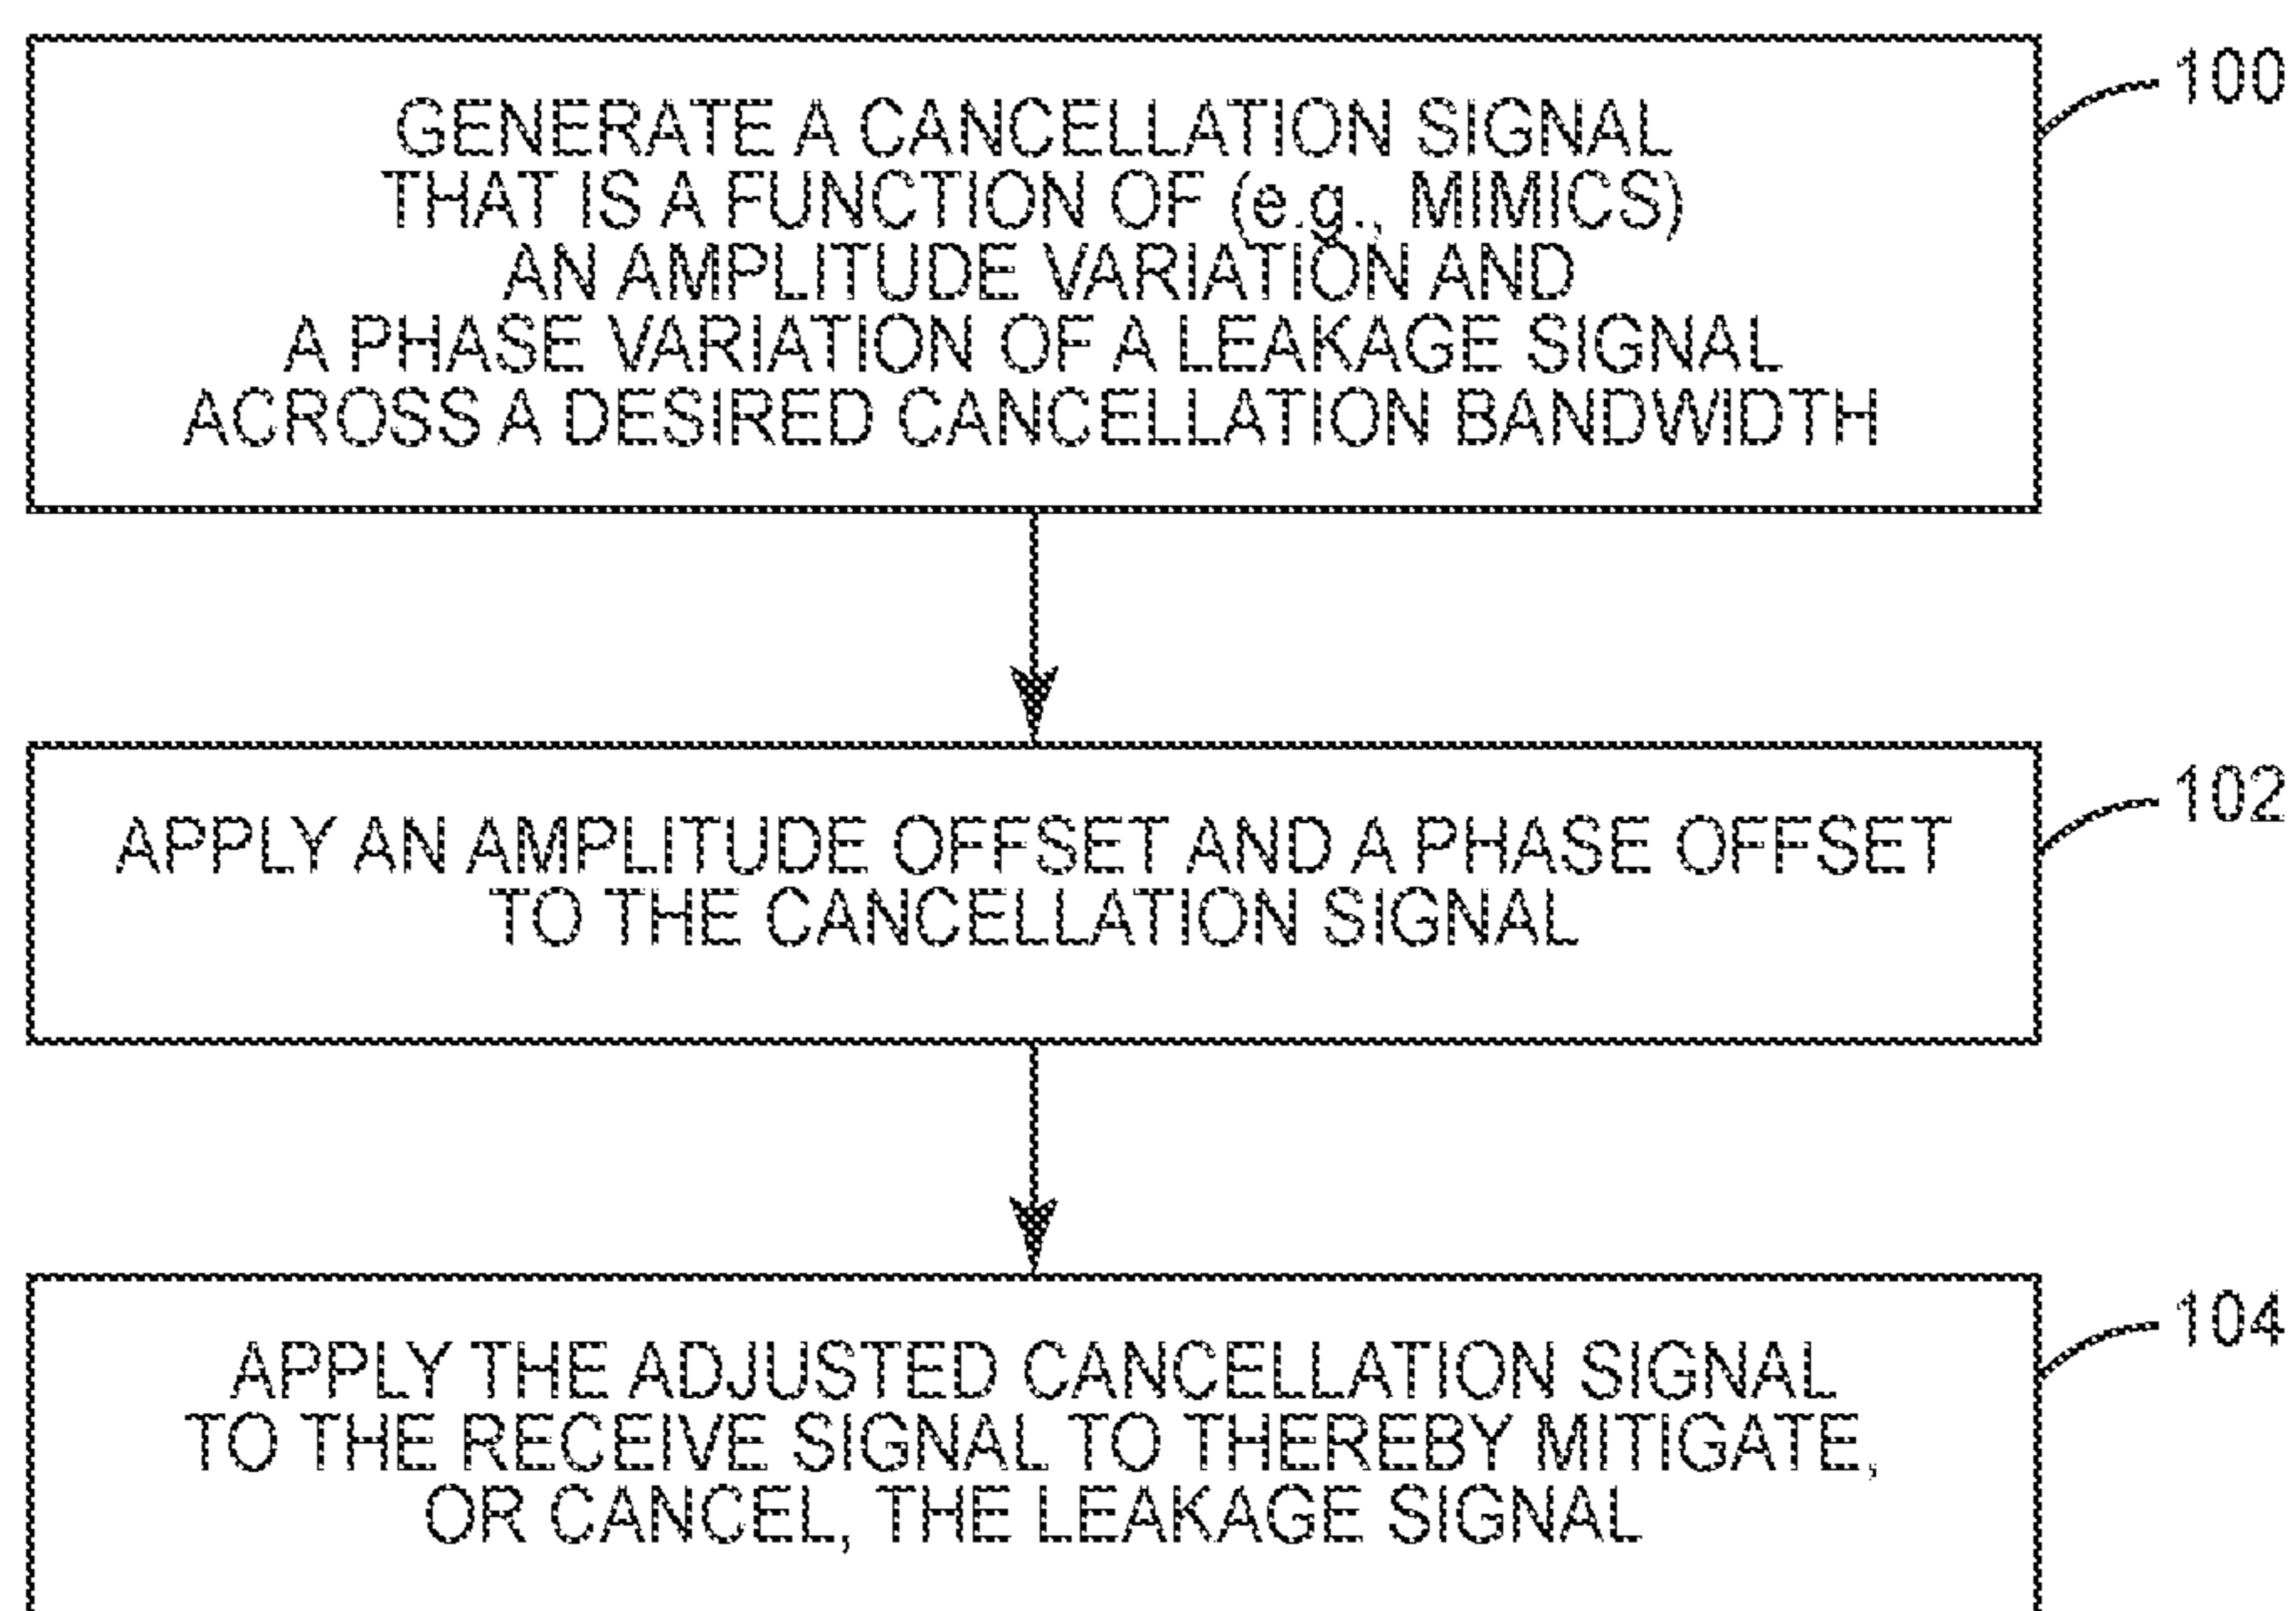 GENERATE A CANCELLATION SIGNAL
THAT IS A FUNCTION OF (e.g., MIMICS)
AN AMPLITUDE VARIATION AND
A PHASE VARIATION OF A LEAKAGE SIGNAL
ACROSS A DESIRED CANCELLATION BANDWIDTH
100
APPLY AN AMPLITUDE OFFSET AND A PHASE OFFSET
TO THE CANCELLATION SIGNAL
102
APPLY THE ADJUSTED CANCELLATION SIGNAL
TO THE RECEIVE SIGNAL TO THEREBY MITIGATE,
OR CANCEL, THE LEAKAGE SIGNAL
104